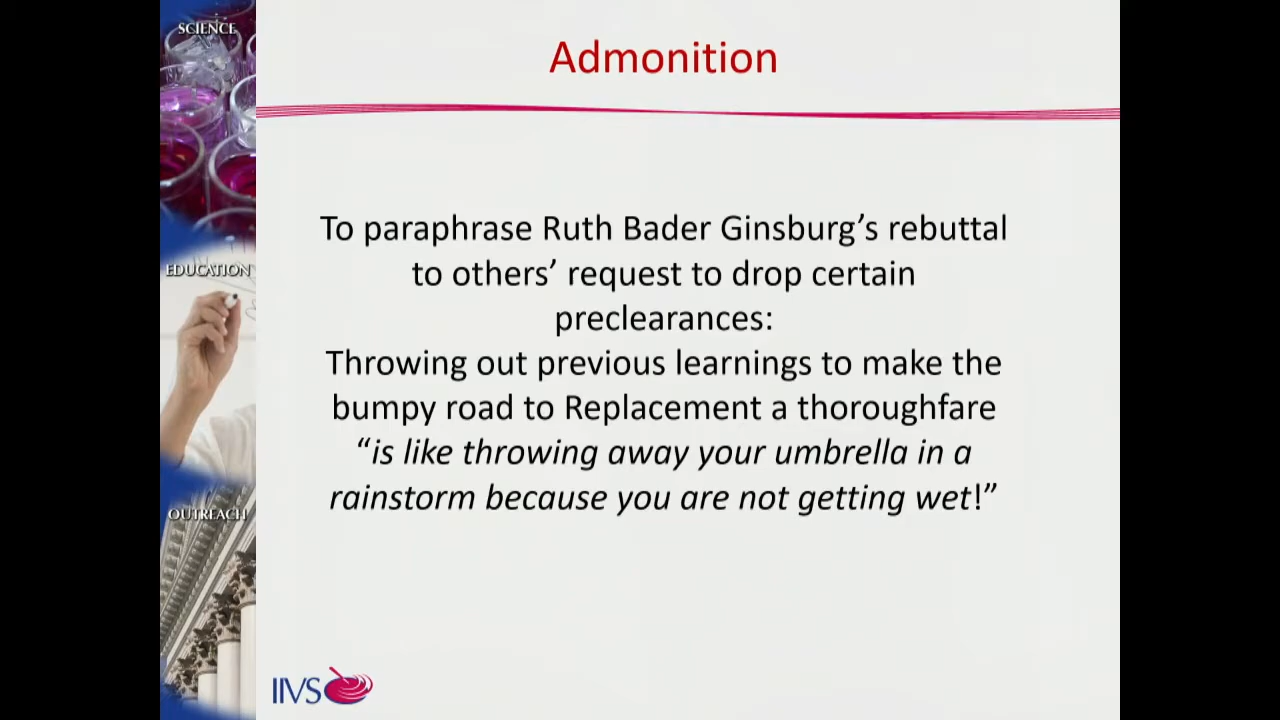 SCIENCE
Admonition
To paraphrase Ruth Bader Ginsburg’s rebuttal
to others’ request to drop certain
preclearances:
EDUCATION
Throwing out previous learnings to make the
bumpy road to Replacement a thoroughfare
“is like throwing away your umbrella in a
rainstorm because you are not getting wet!”
OUTREACH
IIVS